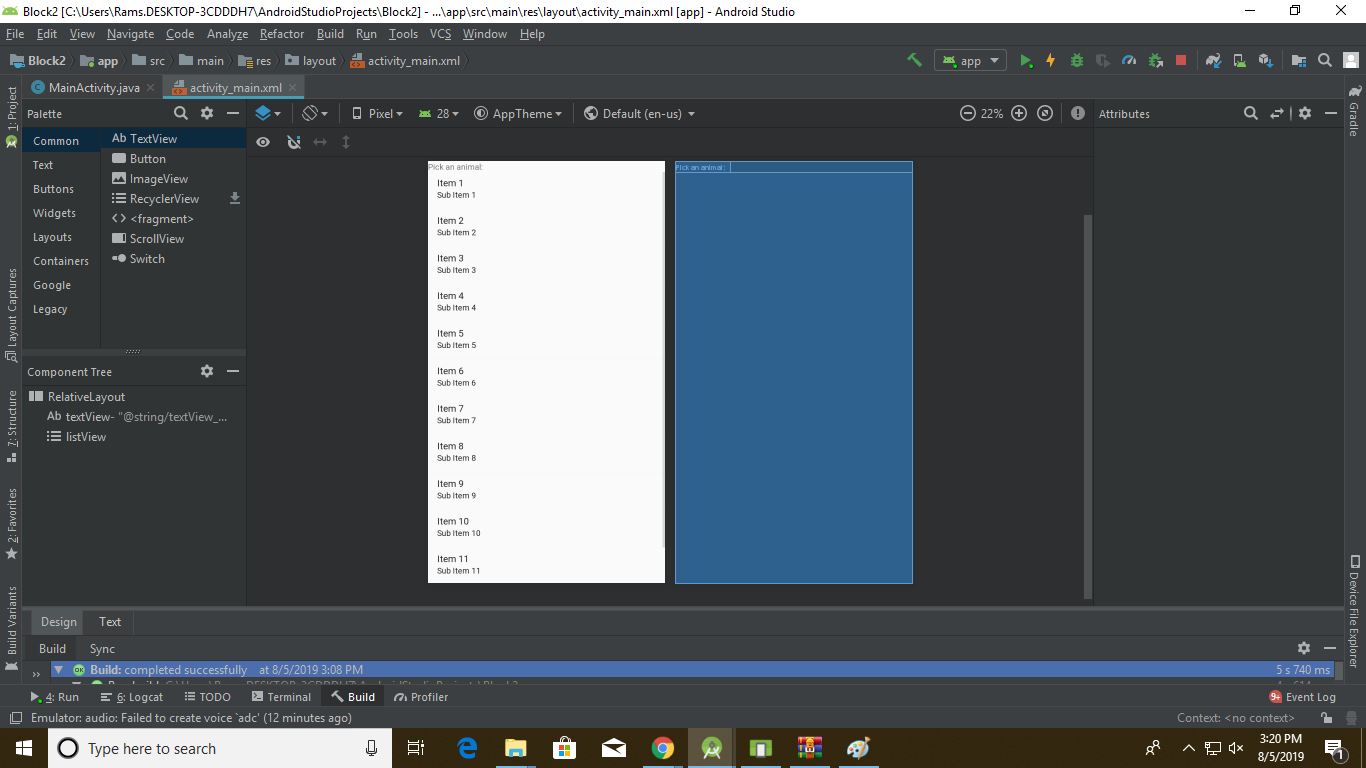 Block2 [C:\Users\Rams.DESKTOP-3CDDDH7\AndroidStudioProjects\Block2] - ...\app\src\main\res\layout\activity_main.xml [app] - Android Studio
File Edit View Navigate Code Analyze Refactor Build Run Tools VCS Window Help
Block2 app src main res layout activity_main.xml app
MainActivity.java activity_main.xml
1: Project
Layout Captures
7: Structure
2: Favorites
Build Variants
Palette
Common
Text
Buttons
Widgets
Layouts
Containers
Google
Legacy
Ab TextView
Button
ImageView
RecyclerView
<fragment>
ScrollView
Switch
Component Tree
RelativeLayout
Ab textView- "@string/textView_...
listView
Pixel 28 AppTheme Default (en-us) 22%
Pick an animal:
Item 1
Sub Item 1
Item 2
Sub Item 2
Item 3
Sub Item 3
Item 4
Sub Item 4
Item 5
Sub Item 5
Item 6
Sub Item 6
Item 7
Sub Item 7
Item 8
Sub Item 8
Item 9
Sub Item 9
Item 10
Sub Item 10
Item 11
Sub Item 11
Pick an animal:
Attributes
Gradle
Device File Explorer
Design Text
Build Sync
Build: completed successfully at 8/5/2019 3:08 PM 5 s 740 ms
4: Run 6: Logcat TODO Terminal Build Profiler 9+ Event Log
Emulator: audio: Failed to create voice `adc' (12 minutes ago) Context: <no context>
Type here to search
3:20 PM
8/5/2019
1